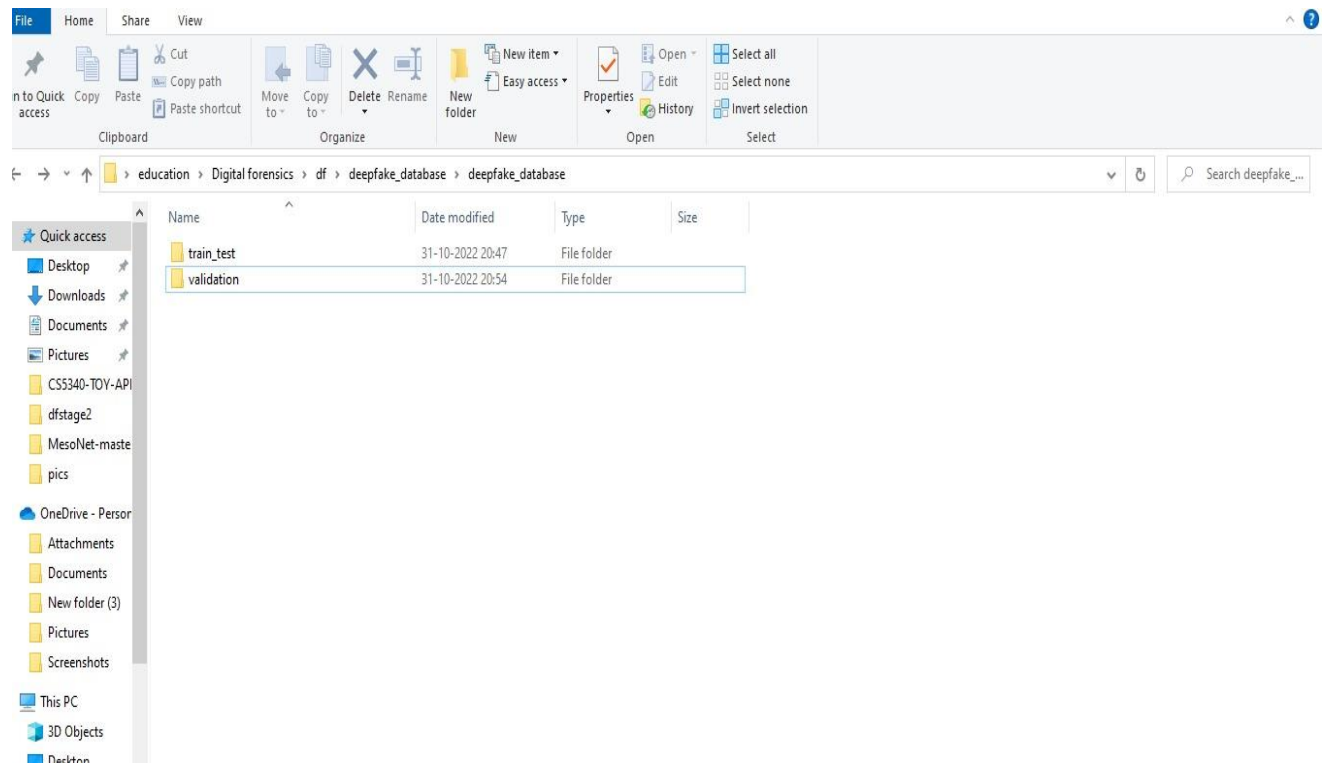 File Home Share View
Cut
Copy path
Paste shortcut
n to Quick access
Copy
Paste
Clipboard
Move to
Copy to
Delete
Rename
Organize
New folder
New item
Easy access
New
Properties
Open
Edit
History
Open
Select all
Select none
Invert selection
Select
education > Digital forensics > df > deepfake_database > deepfake_database
Search deepfake_...
Name Date modified Type Size
train_test 31-10-2022 20:47 File folder
validation 31-10-2022 20:54 File folder
Quick access
Desktop
Downloads
Documents
Pictures
CS5340-TOY-API
dfstage2
MesoNet-maste
pics
OneDrive - Person
Attachments
Documents
New folder (3)
Pictures
Screenshots
This PC
3D Objects
Desktop